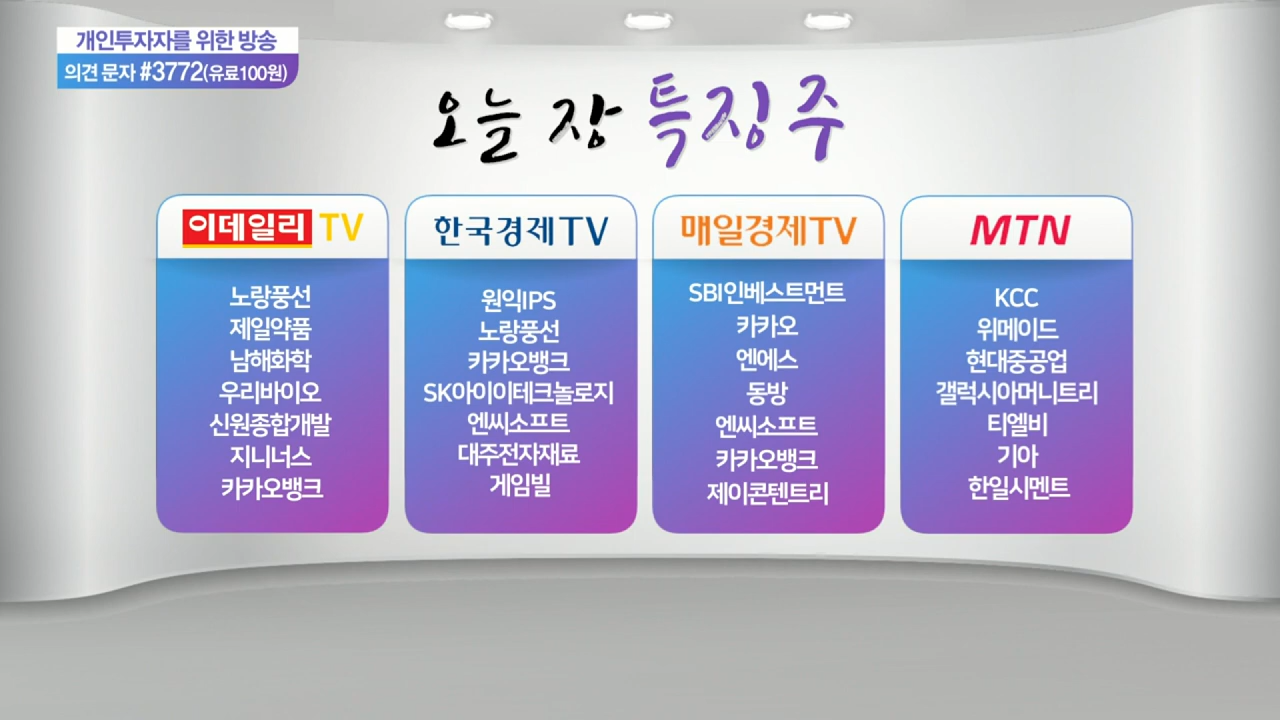 개인투자자를 위한 방송
의견 문자 #3772(유료100원)
오늘 장 특징주
이데일리 TV
노랑풍선
제일약품
남해화학
우리바이오
신원종합개발
지니너스
카카오뱅크
한국경제TV
원익IPS
노랑풍선
카카오뱅크
SK아이이테크놀로지
엔씨소프트
대주전자재료
게임빌
매일경제TV
SBI인베스트먼트
카카오
엔에스
동방
엔씨소프트
카카오뱅크
제이콘텐트리
MTN
KCC
위메이드
현대중공업
갤럭시아머니트리
티엘비
기아
한일시멘트